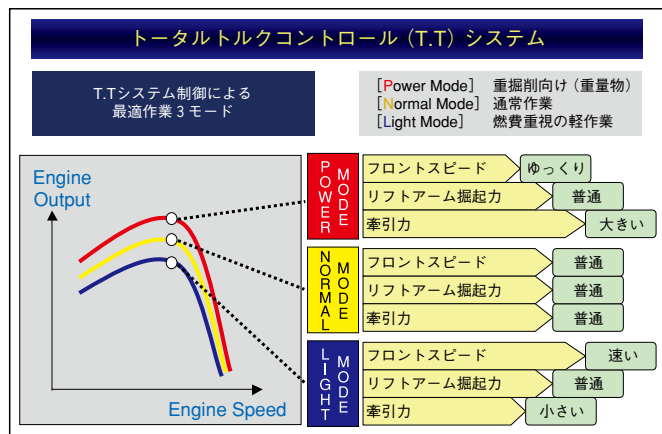 トータルトルクコントロール（T.T）システム
T.Tシステム制御による
最適作業３モード
［Power Mode］ 重掘削向け（重量物）
［Normal Mode］ 通常作業
［Light Mode］ 燃費重視の軽作業
Engine
Output
Engine Speed
POWER
MODE
フロントスピード ゆっくり
リフトアーム掘起力 普通
牽引力 大きい
NORMAL
MODE
フロントスピード 普通
リフトアーム掘起力 普通
牽引力 普通
LIGHT
MODE
フロントスピード 速い
リフトアーム掘起力 普通
牽引力 小さい